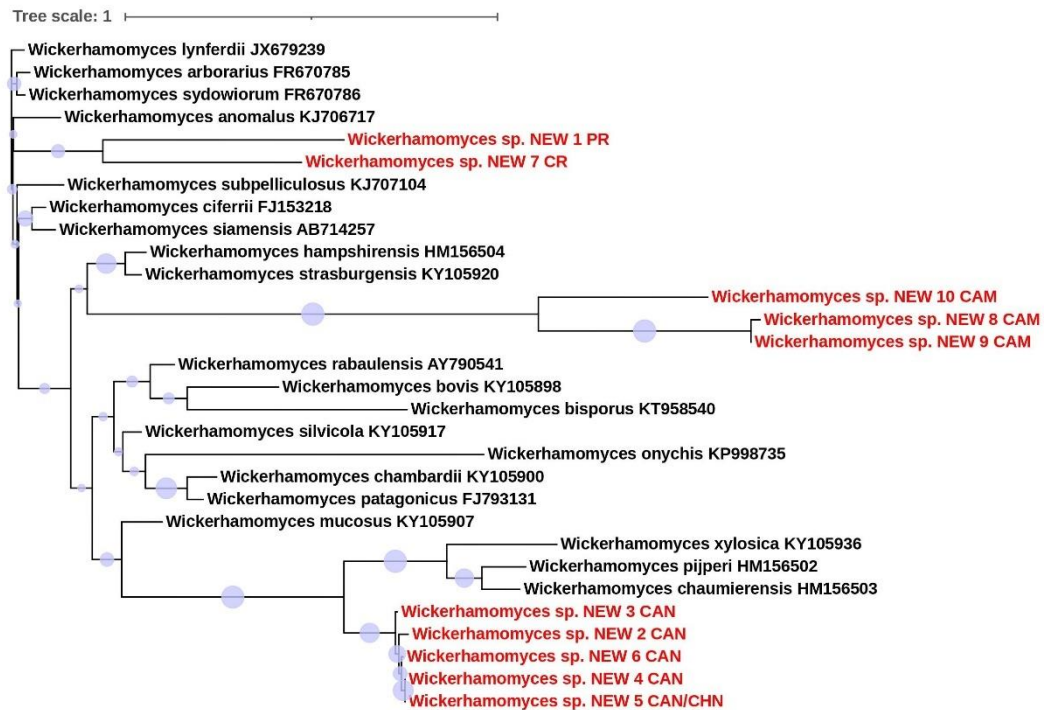 Tree scale: 1
Wickerhamomyces lynferdii JX679239
Wickerhamomyces arborarius FR670785
Wickerhamomyces sydowiorum FR670786
Wickerhamomyces anomalus KJ706717
Wickerhamomyces sp. NEW 1 PR
Wickerhamomyces sp. NEW 7 CR
Wickerhamomyces subpelliculosus KJ707104
Wickerhamomyces ciferrii FJ153218
Wickerhamomyces siamensis AB714257
Wickerhamomyces hampshirensis HM156504
Wickerhamomyces strasburgensis KY105920
Wickerhamomyces sp. NEW 10 CAM
Wickerhamomyces sp. NEW 8 CAM
Wickerhamomyces sp. NEW 9 CAM
Wickerhamomyces rabaulensis AY790541
Wickerhamomyces bovis KY105898
Wickerhamomyces bisporus KT958540
Wickerhamomyces silvicola KY105917
Wickerhamomyces onychis KP998735
Wickerhamomyces chambardii KY105900
Wickerhamomyces patagonicus FJ793131
Wickerhamomyces mucosus KY105907
Wickerhamomyces xylosica KY105936
Wickerhamomyces pijperi HM156502
Wickerhamomyces chaumierensis HM156503
Wickerhamomyces sp. NEW 3 CAN
Wickerhamomyces sp. NEW 2 CAN
Wickerhamomyces sp. NEW 6 CAN
Wickerhamomyces sp. NEW 4 CAN
Wickerhamomyces sp. NEW 5 CAN/CHN